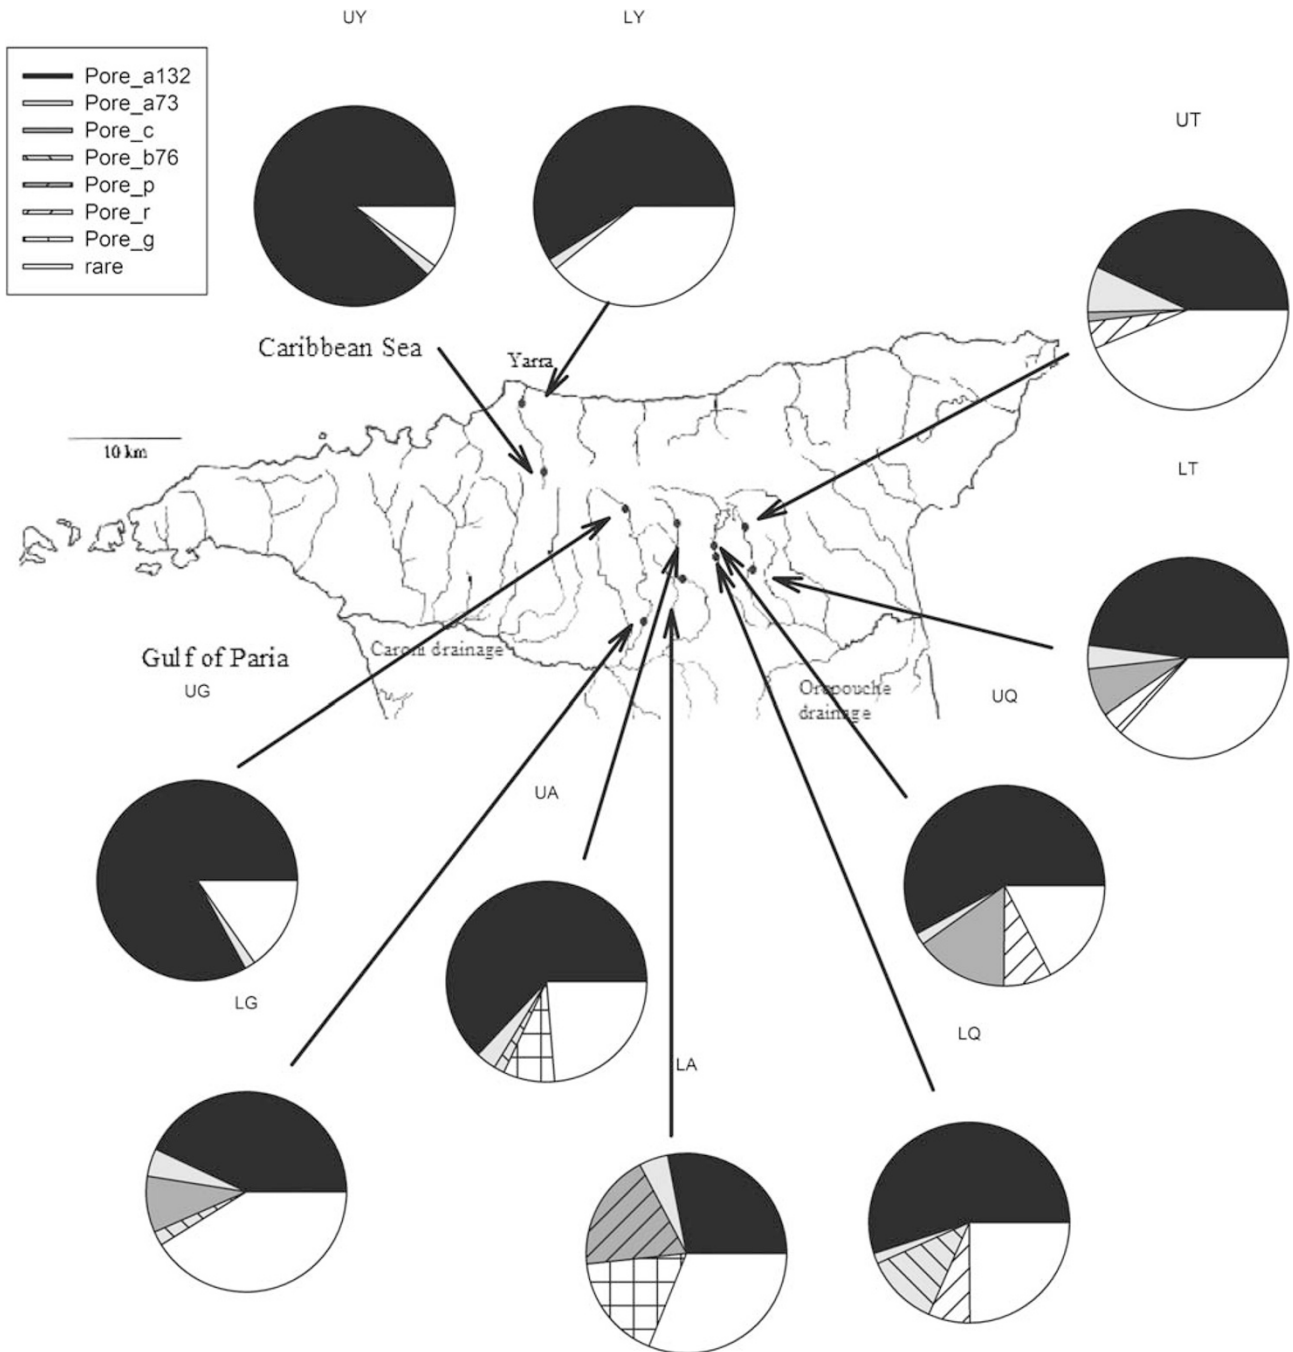 UY
LY
Pore_a132
Pore_a73
Pore_c
Pore_b76
Pore_p
Pore_r
Pore_g
rare
UT
Caribbean Sea
Yarra
10 km
LT
Gulf of Paria
Caroni drainage
Oropouche
drainage
UG
UQ
UA
LG
LQ
LA